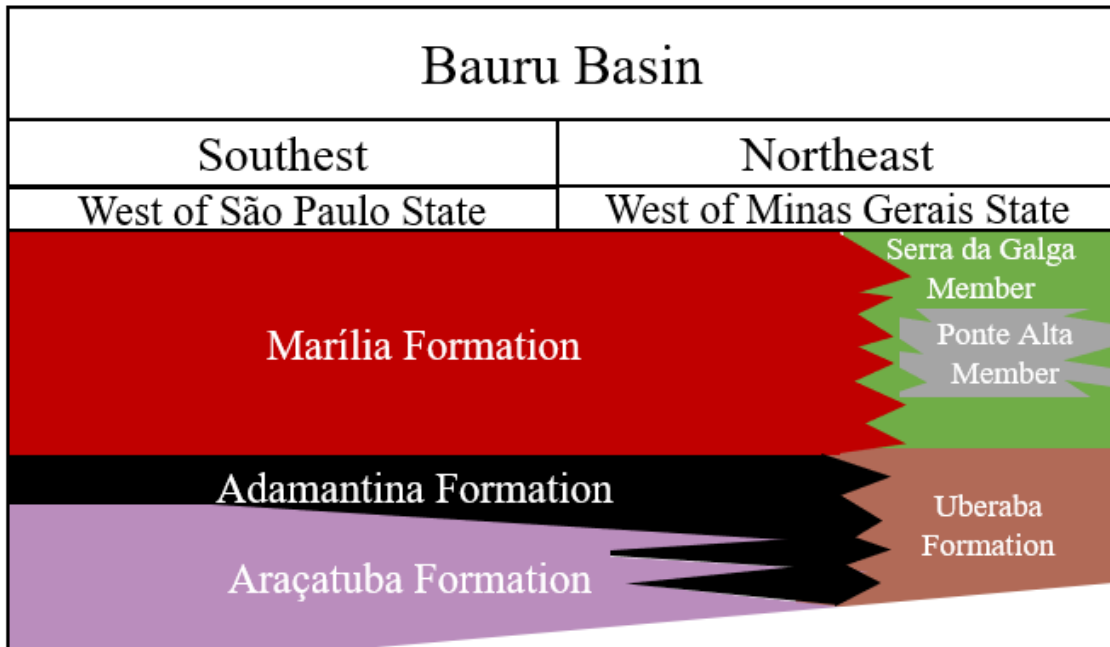 Bauru Basin
Southest
Northeast
West of São Paulo State
West of Minas Gerais State
Serra da Galga
Member
Ponte Alta
Member
Marília Formation
Adamantina Formation
Uberaba
Formation
Araçatuba Formation